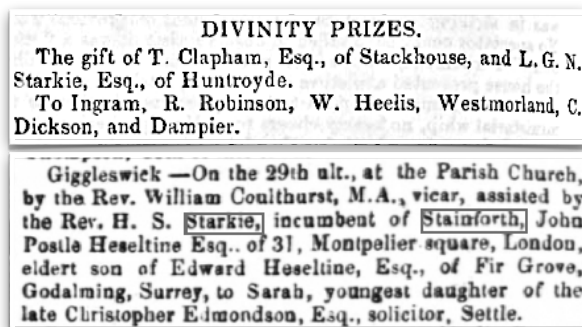 DIVINITY PRIZES.
The gift of T. Clapham, Esq., of Stackhouse, and L. G. N.
Starkie, Esq., of Huntroyde.
To Ingram, R. Robinson, W. Heelis, Westmorland, C.
Dickson, and Dampier.
Giggleswick —On the 29th ult., at the Parish Church,
by the Rev. William Coulthurst, M.A., vicar, assisted by
the Rev. H. S. Starkie, incumbent of Stainforth, John
Postle Heseltine Esq.. of 31, Montpelier square, London,
eldert son of Edward Heseltine, Esq., of Fir Grove,
Godalming, Surrey, to Sarah, youngest daughter of the
late Christopher Edmondson, Esq., solicitor, Settle.